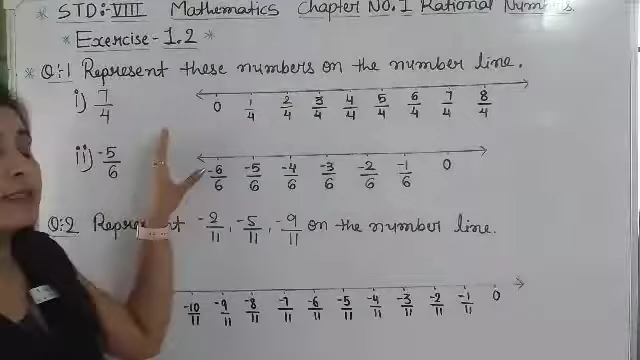 STD:-VIII Mathematics Chapter NO.1 Rational Numbers
* Exercise-1.2 *
* Q:1 Represent these numbers on the number line.
i) 7/4
0 1/4 2/4 3/4 4/4 5/4 6/4 7/4 8/4
ii) -5/6
-6/6 -5/6 -4/6 -3/6 -2/6 -1/6 0
Q:2 Represent -2/11, -5/11, -9/11 on the number line.
-10/11 -9/11 -8/11 -7/11 -6/11 -5/11 -4/11 -3/11 -2/11 -1/11 0